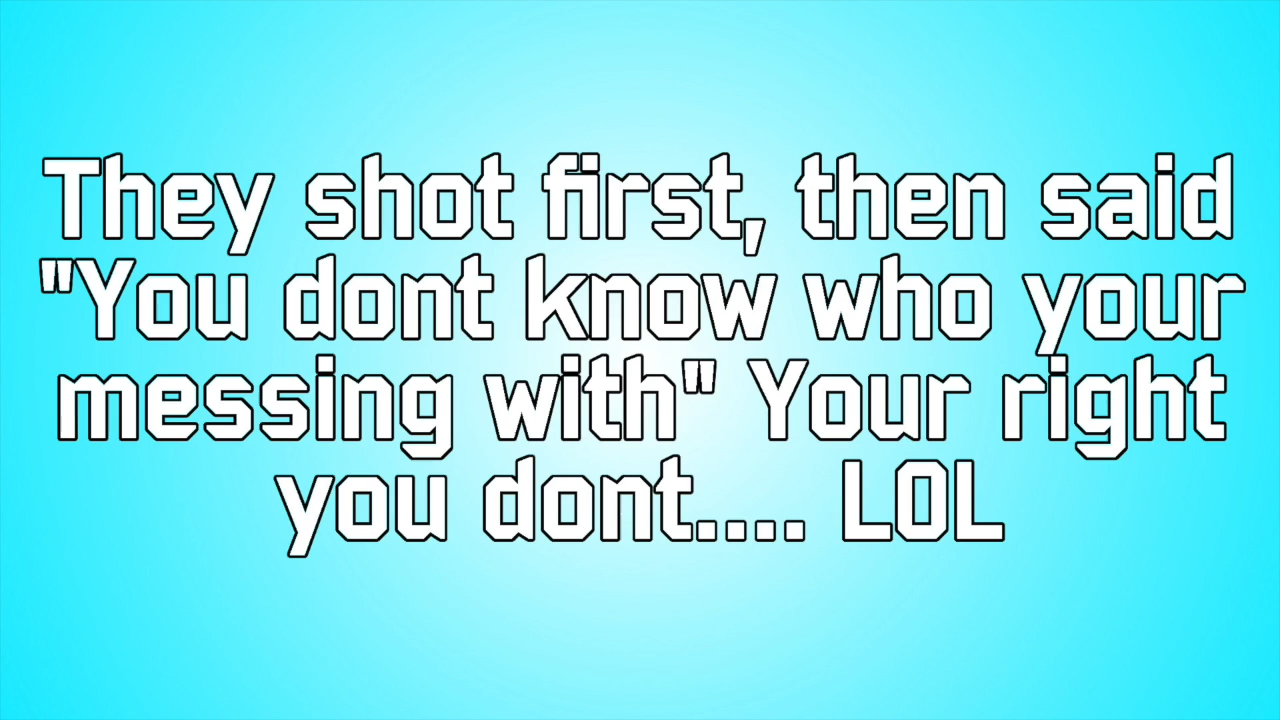 They shot first, then said
"You dont know who your
messing with" Your right
you dont.... LOL